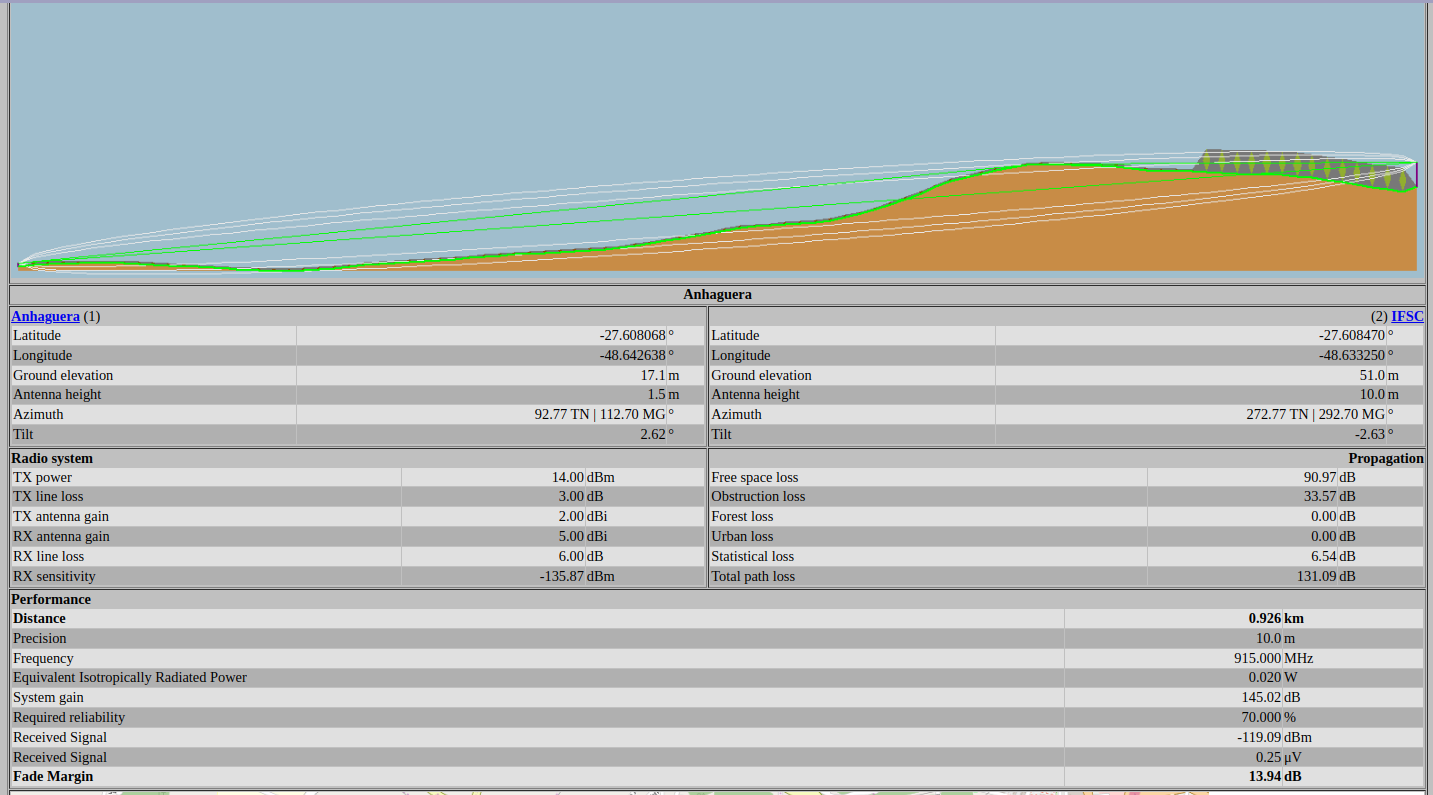 Anhaguera
Anhaguera (1) (2) IFSC
Latitude -27.608068 ° Latitude -27.608470 °
Longitude -48.642638 ° Longitude -48.633250 °
Ground elevation 17.1 m Ground elevation 51.0 m
Antenna height 1.5 m Antenna height 10.0 m
Azimuth 92.77 TN | 112.70 MG ° Azimuth 272.77 TN | 292.70 MG °
Tilt 2.62 ° Tilt -2.63 °
Radio system Propagation
TX power 14.00 dBm Free space loss 90.97 dB
TX line loss 3.00 dB Obstruction loss 33.57 dB
TX antenna gain 2.00 dBi Forest loss 0.00 dB
RX antenna gain 5.00 dBi Urban loss 0.00 dB
RX line loss 6.00 dB Statistical loss 6.54 dB
RX sensitivity -135.87 dBm Total path loss 131.09 dB
Performance
Distance 0.926 km
Precision 10.0 m
Frequency 915.000 MHz
Equivalent Isotropically Radiated Power 0.020 W
System gain 145.02 dB
Required reliability 70.000 %
Received Signal -119.09 dBm
Received Signal 0.25 μV
Fade Margin 13.94 dB